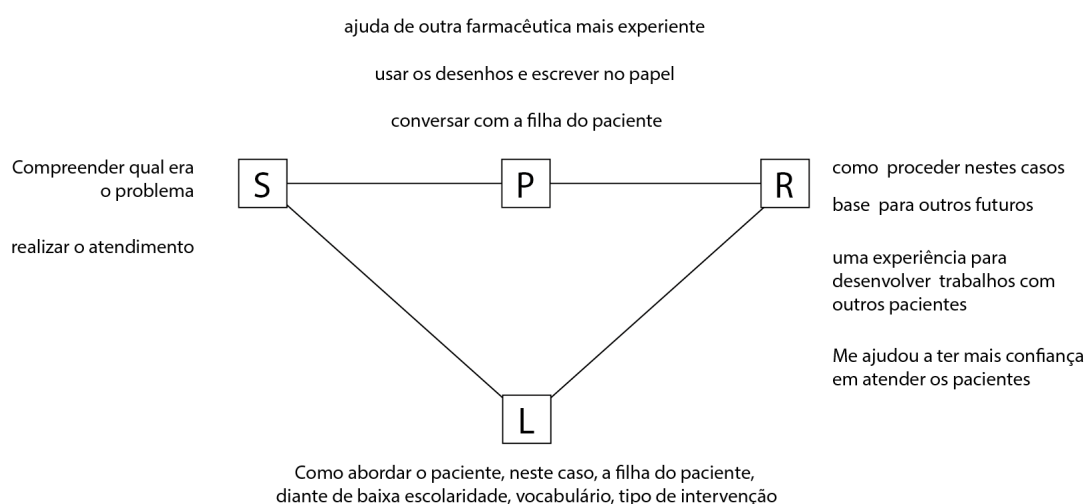 ajuda de outra farmacêutica mais experiente
usar os desenhos e escrever no papel
conversar com a filha do paciente
Compreender qual era
o problema
realizar o atendimento
S
P
R
como proceder nestes casos
base para outros futuros
uma experiência para
desenvolver trabalhos com
outros pacientes
Me ajudou a ter mais confiança
em atender os pacientes
L
Como abordar o paciente, neste caso, a filha do paciente,
diante de baixa escolaridade, vocabulário, tipo de intervenção